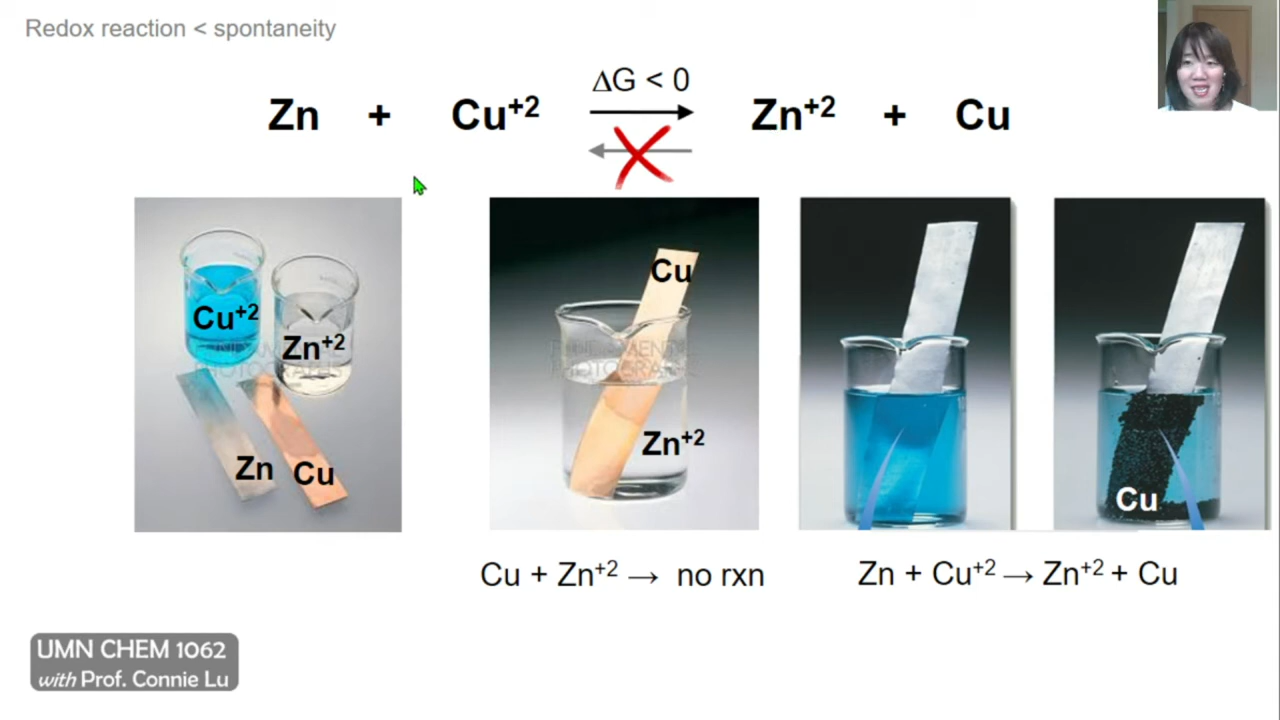 Redox reaction < spontaneity
ΔG < 0
Zn + Cu⁺² Zn⁺² + Cu
Cu⁺²
Zn⁺²
Zn
Cu
Cu
Zn⁺²
Cu
Cu + Zn⁺² → no rxn
Zn + Cu⁺² → Zn⁺² + Cu
UMN CHEM 1062
with Prof. Connie Lu